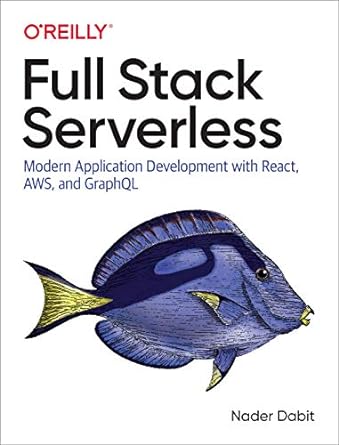 O'REILLY®
Full Stack
Serverless
Modern Application Development with React,
AWS, and GraphQL
Nader Dabit